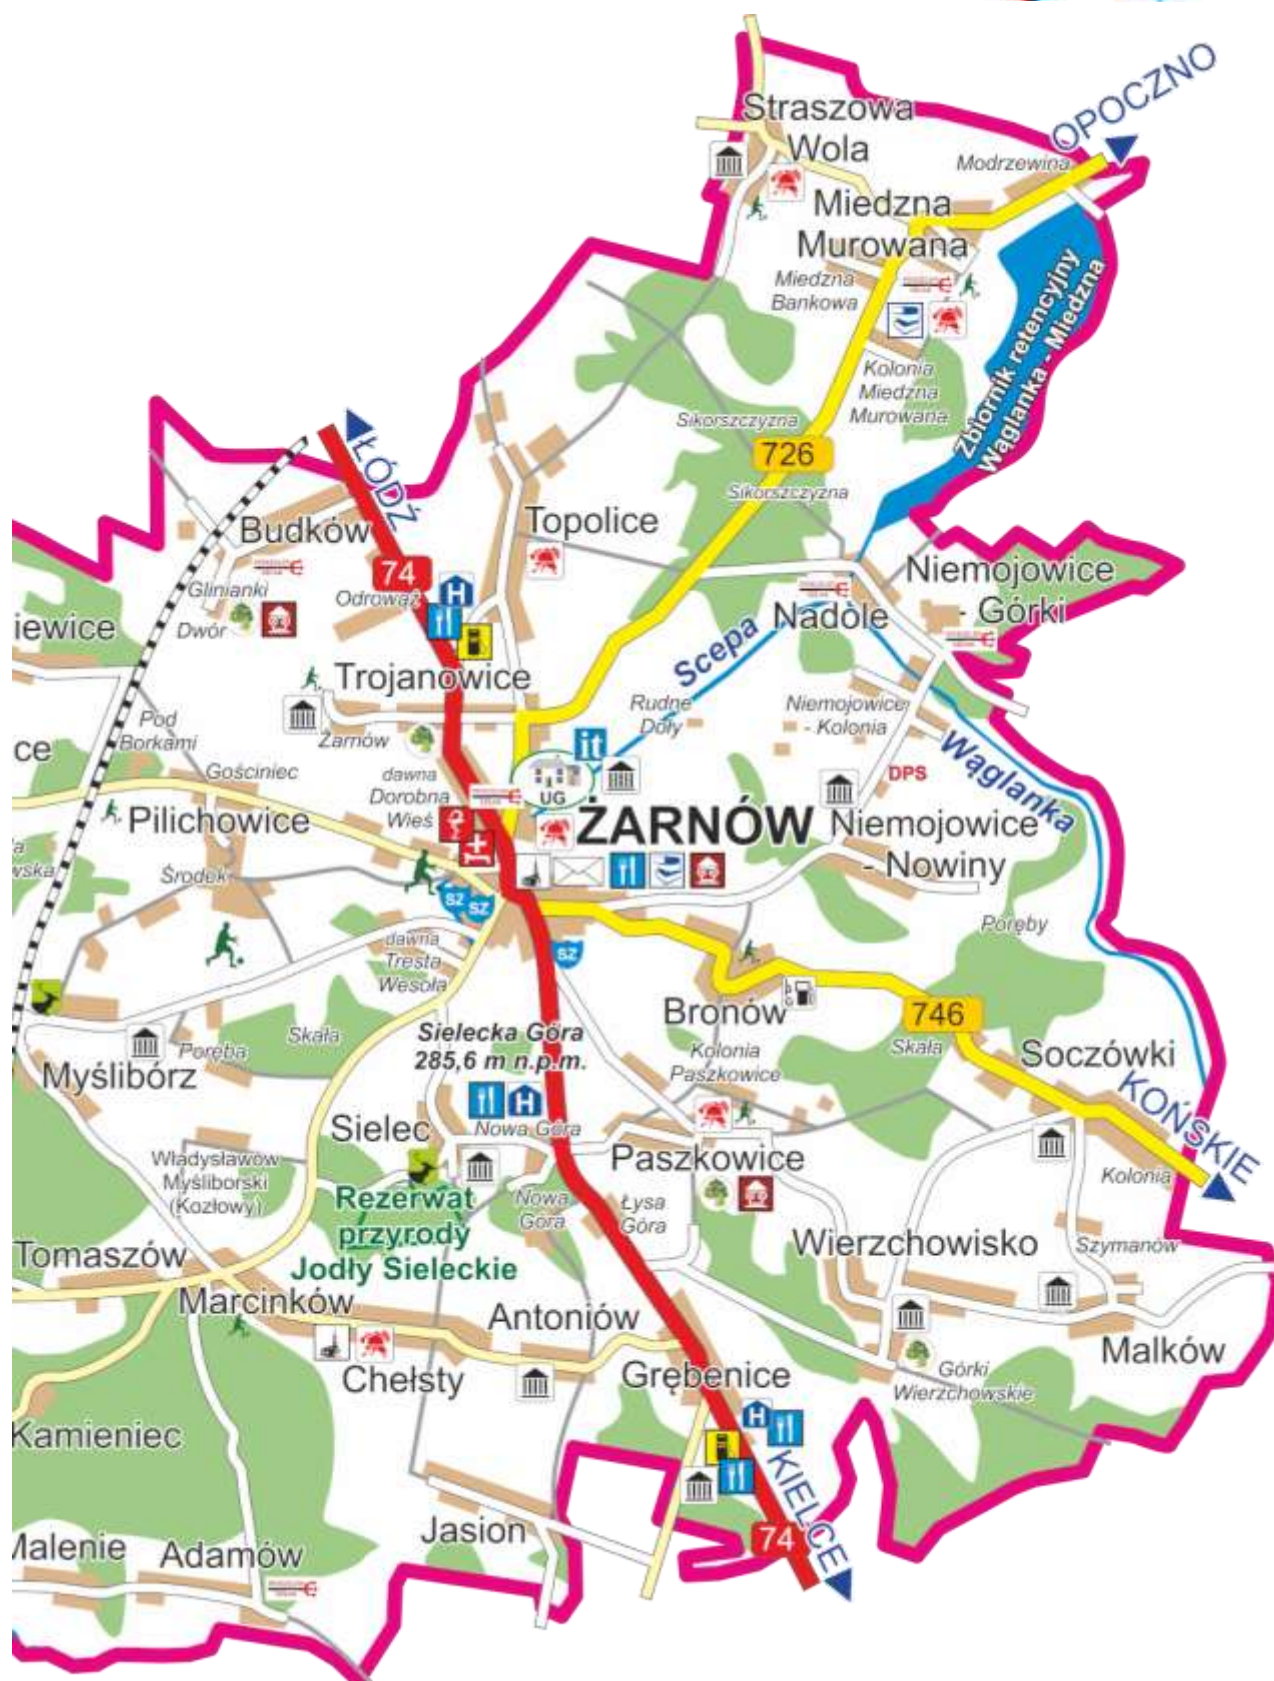 OPOCZNO
Straszowa
Wola
Modrzewina
Miedzna
Murowana
Miedzna
Bankowa
Zbiornik retencyjny
Wąglanka - Miedzna
Kolonia
Miedzna
Murowana
Sikorszczyzna
726
Sikorszczyzna
ŁÓDŹ
Budków
Topolice
74
Glinianki
Odrowąż
H
Dwór
Niemojowice
- Górki
Nadole
iewice
Scepa
Trojanowice
Rudne
Doły
Niemojowice
- Kolonia
Pod
Borkami
Żarnów
ce
Gościniec
it
Wąglanka
DPS
dawna
Dorobna
Wieś
UG
Pilichowice
ŻARNÓW
Niemojowice
- Nowiny
a
wska
Środek
SZ
SZ
Poręby
dawna
Tresta
Wesoła
SZ
Bronów
746
Skała
Sielecka Góra
285,6 m n.p.m.
Skała
Poręba
Myślibórz
Kolonia
Paszkowice
Soczówki
KOŃSKIE
H
Sielec
Nowa Góra
Paszkowice
Władysławów
Myśliborski
(Kozłowy)
Kolonia
Rezerwat
przyrody
Jodły Sieleckie
Nowa
Gora
Łysa
Góra
Wierzchowisko
Szymanów
Tomaszów
Marcinków
Antoniów
Malków
Chełsty
Grębenice
Górki
Wierzchowskie
H
Kamieniec
KIELCE
Jasion
74
Malenie
Adamów